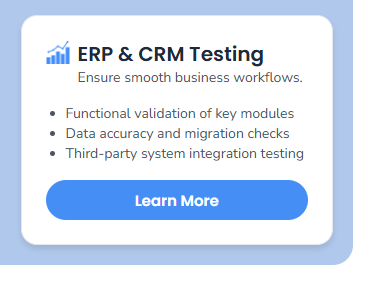 ERP & CRM Testing
Ensure smooth business workflows.
Functional validation of key modules
Data accuracy and migration checks
Third-party system integration testing
Learn More